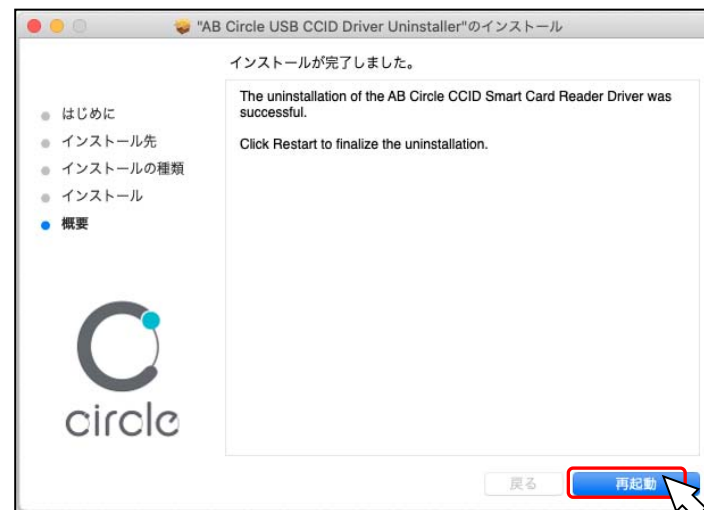 "AB Circle USB CCID Driver Uninstaller"のインストール
インストールが完了しました。
はじめに
インストール先
インストールの種類
インストール
概要
The uninstallation of the AB Circle CCID Smart Card Reader Driver was
successful.
Click Restart to finalize the uninstallation.
circle
戻る
再起動